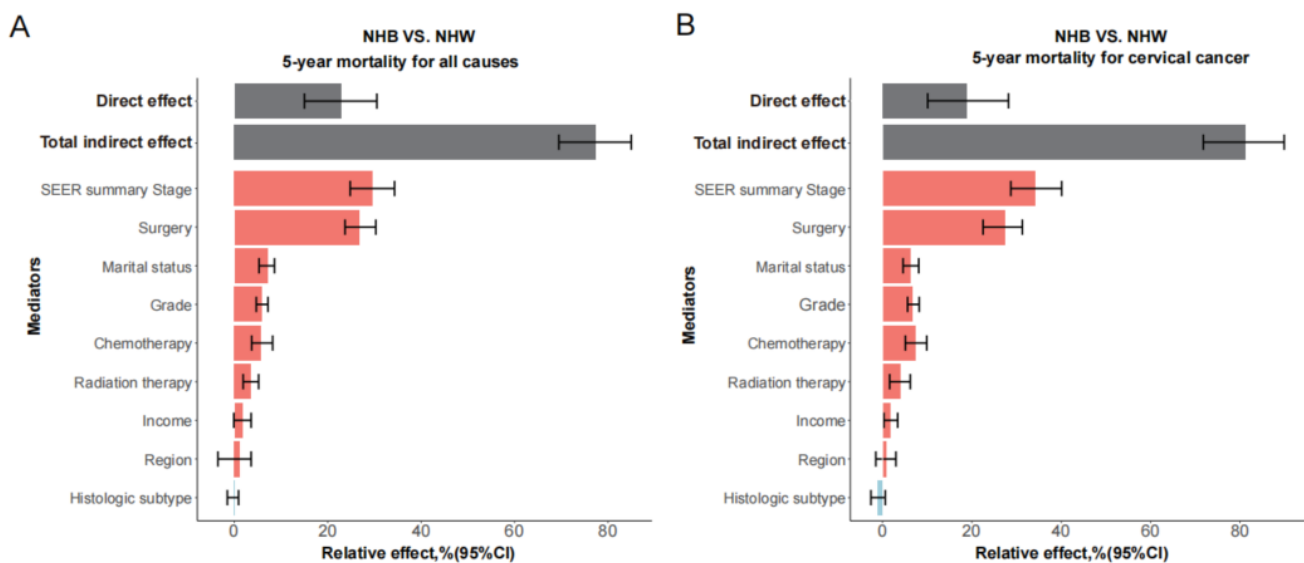 A
NHB VS. NHW
5-year mortality for all causes
Direct effect
Total indirect effect
SEER summary Stage
Surgery
Marital status
Grade
Chemotherapy
Radiation therapy
Income
Region
Histologic subtype
Mediators
0 20 40 60 80
Relative effect,%(95%CI)
B
NHB VS. NHW
5-year mortality for cervical cancer
Direct effect
Total indirect effect
SEER summary Stage
Surgery
Marital status
Grade
Chemotherapy
Radiation therapy
Income
Region
Histologic subtype
Mediators
0 20 40 60 80
Relative effect,%(95%CI)